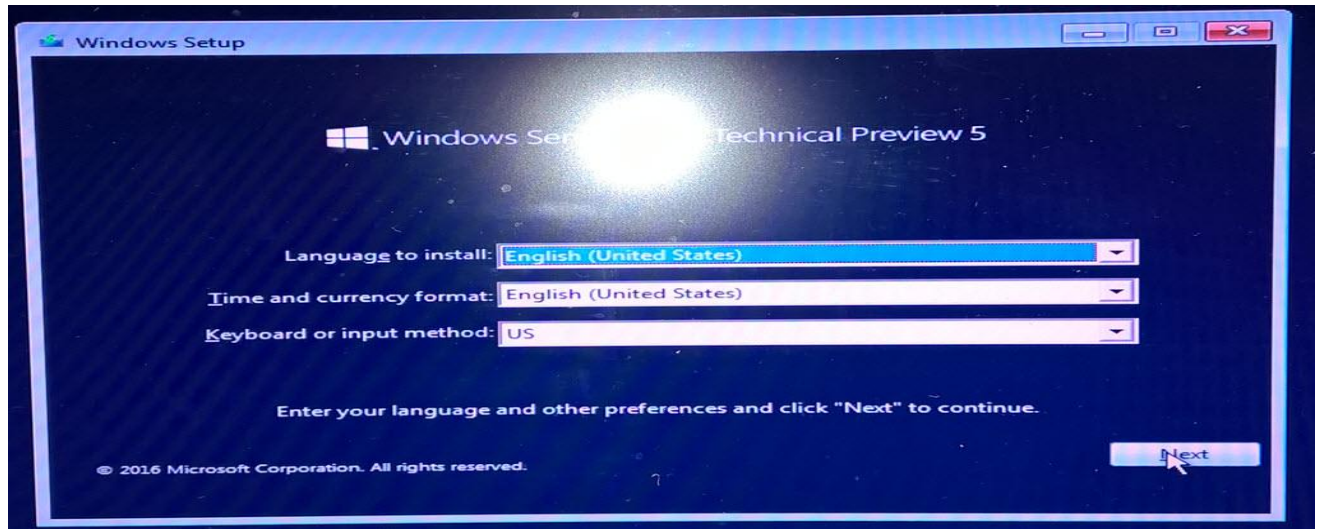 Windows Setup
Windows Technical Preview 5
Language to install: English (United States)
Time and currency format: English (United States)
Keyboard or input method: US
Enter your language and other preferences and click "Next" to continue.
© 2016 Microsoft Corporation. All rights reserved.
Next